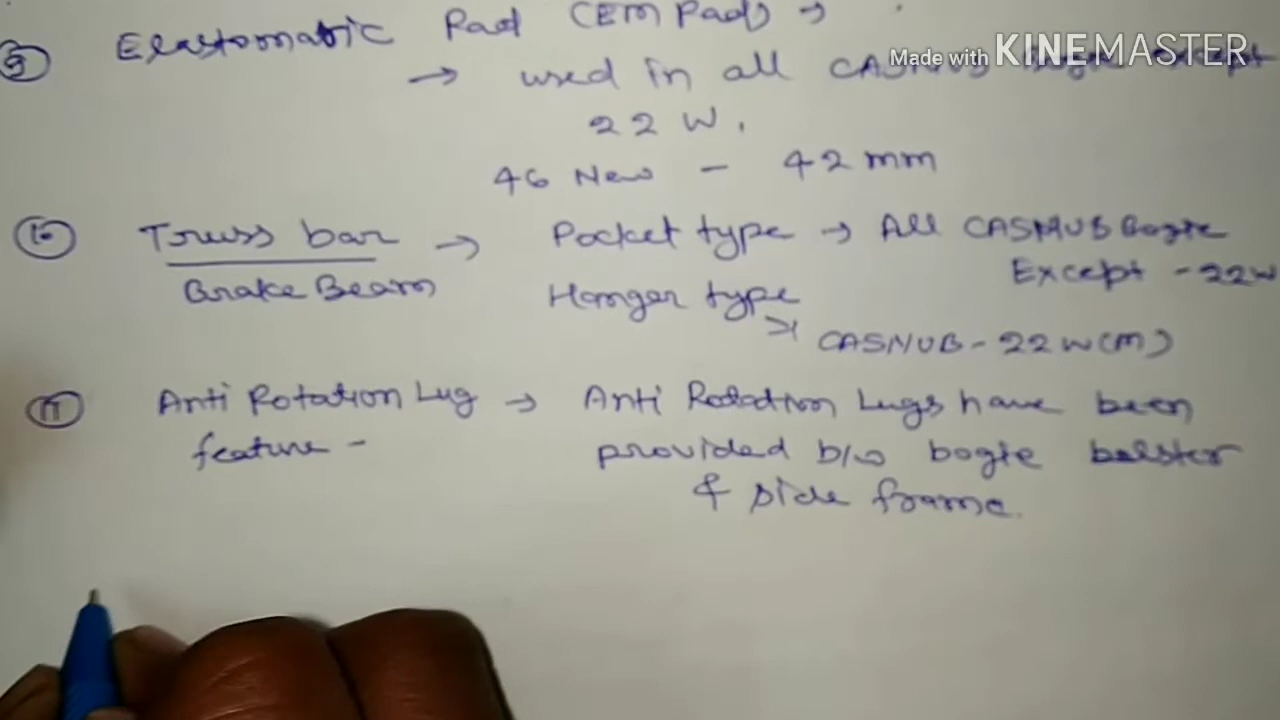 9 Elastomatic Pad (EM Pad) →
Made with KINEMASTER
→ used in all CASNUB Bogie except
22 W.
46 New - 42 mm
10 Truss bar → Pocket type → All CASNUB Bogie
Except - 22W
Brake Beam Hanger type
→ CASNUB - 22 W(M)
11 Anti Rotation Lug → Anti Rotation Lugs have been
feature - provided b/w bogie bolster
& side frame.